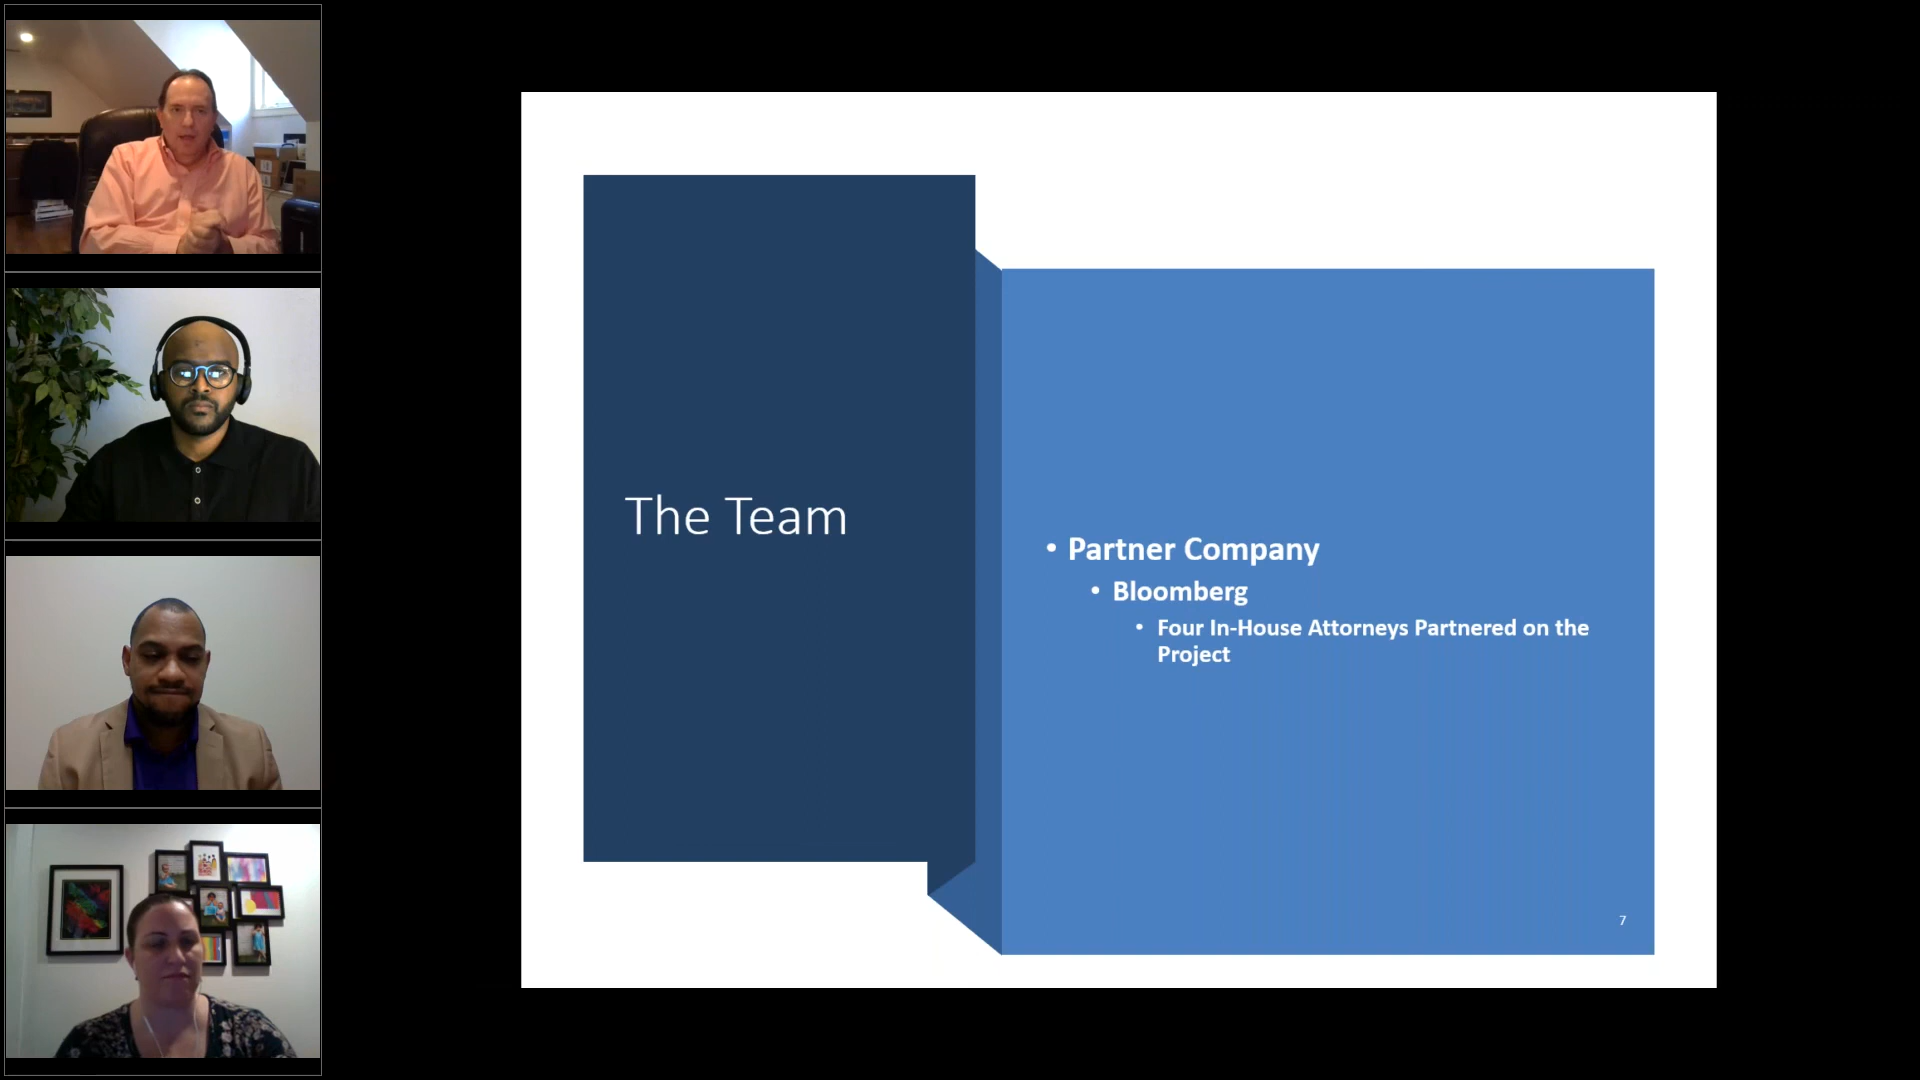 The Team
• Partner Company
• Bloomberg
• Four In-House Attorneys Partnered on the
Project
7